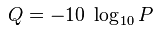 Q = −10 log₁₀ P